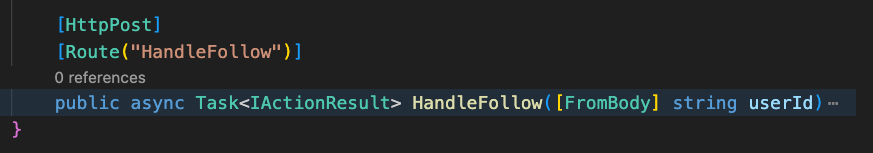 [HttpPost]
[Route("HandleFollow")]
0 references
public async Task<IActionResult> HandleFollow([FromBody] string userId)⋯
}